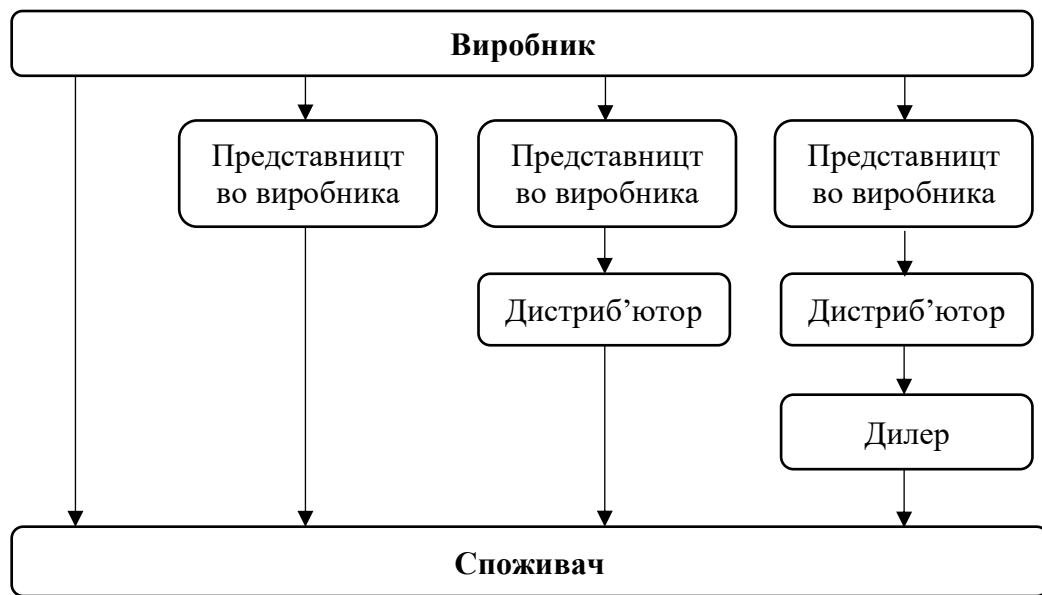 Виробник
Представницт
во виробника
Представницт
во виробника
Представницт
во виробника
Дистриб’ютор
Дистриб’ютор
Дилер
Споживач